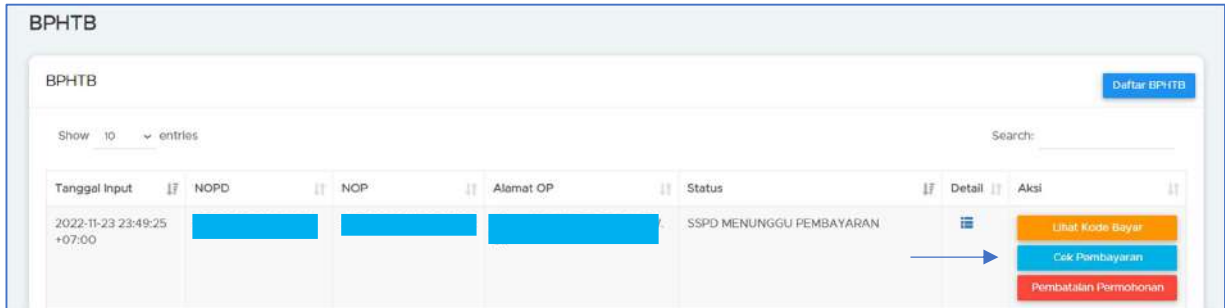 BPHTB
BPHTB
Daftar BPHTB
Show 10 entries
Search:
Tanggal Input NOPD NOP Alamat OP Status Detail Aksi
2022-11-23 23:49:25
+07:00
SSPD MENUNGGU PEMBAYARAN
Lihat Kode Bayar
Cek Pembayaran
Pembatalan Permohonan